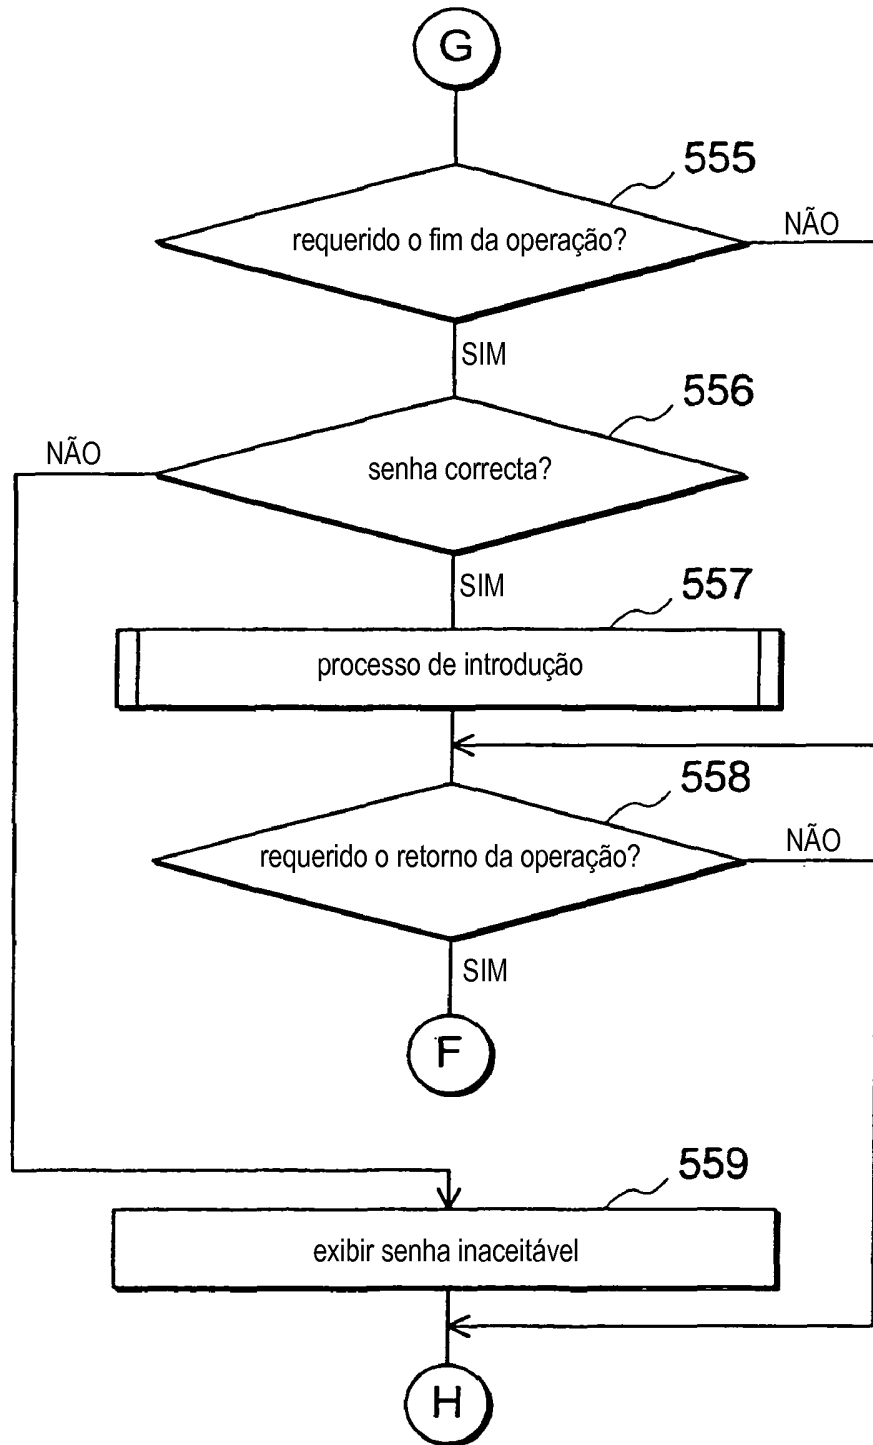 G
555
requerido o fim da operação?
NÃO
SIM
556
NÃO
senha correcta?
SIM
557
processo de introdução
558
requerido o retorno da operação?
NÃO
SIM
F
559
exibir senha inaceitável
H